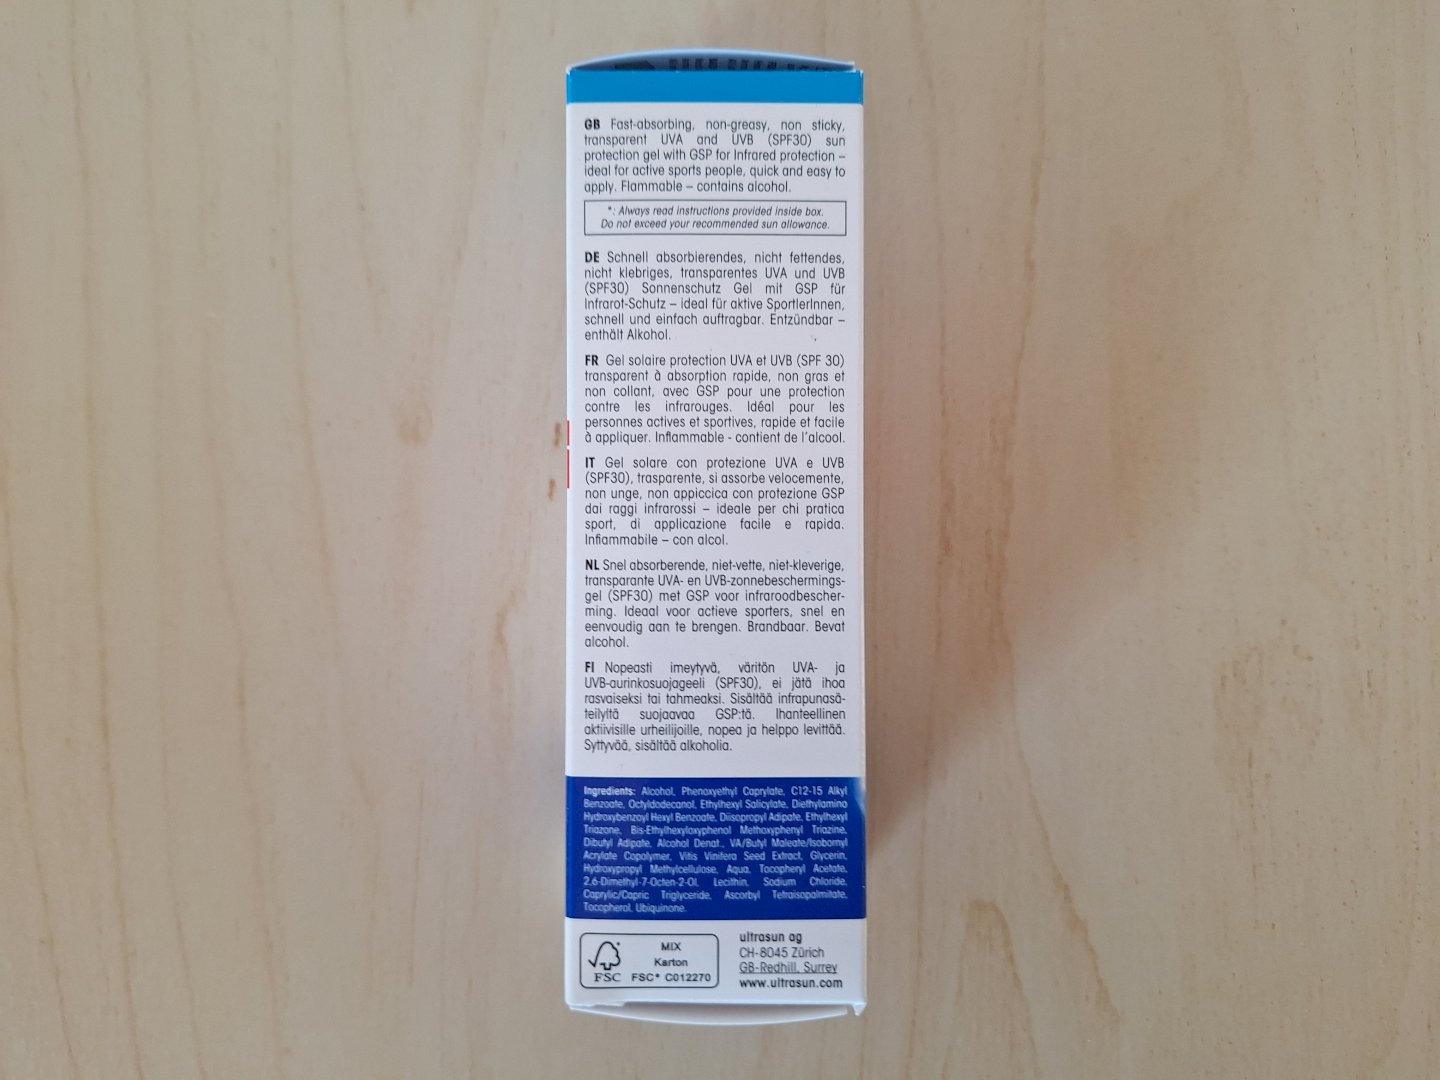 GB Fast-absorbing, non-greasy, non sticky,
transparent UVA and UVB (SPF30) sun
protection gel with GSP for Infrared protection –
ideal for active sports people, quick and easy to
apply. Flammable – contains alcohol.
*: Always read instructions provided inside box.
Do not exceed your recommended sun allowance.
DE Schnell absorbierendes, nicht fettendes,
nicht klebriges, transparentes UVA und UVB
(SPF30) Sonnenschutz Gel mit GSP für
Infrarot-Schutz – ideal für aktive SportlerInnen,
schnell und einfach auftragbar. Entzündbar –
enthält Alkohol.
FR Gel solaire protection UVA et UVB (SPF 30)
transparent à absorption rapide, non gras et
non collant, avec GSP pour une protection
contre les infrarouges. Idéal pour les
personnes actives et sportives, rapide et facile
à appliquer. Inflammable - contient de l'alcool.
IT Gel solare con protezione UVA e UVB
(SPF30), trasparente, si assorbe velocemente,
non unge, non appiccica con protezione GSP
dai raggi infrarossi – ideale per chi pratica
sport, di applicazione facile e rapida.
Infiammabile – con alcol.
NL Snel absorberende, niet-vette, niet-kleverige,
transparante UVA- en UVB-zonnebeschermings-
gel (SPF30) met GSP voor infraroodbescher-
ming. Ideaal voor actieve sporters, snel en
eenvoudig aan te brengen. Brandbaar. Bevat
alcohol.
FI Nopeasti imeytyvä, väritön UVA- ja
UVB-aurinkosuojageeli (SPF30), ei jätä ihoa
rasvaiseksi tai tahmeaksi. Sisältää infrapunasä-
teilyltä suojaavaa GSP:tä. Ihanteellinen
aktiivisille urheilijoille, nopea ja helppo levittää.
Syttyvää, sisältää alkoholia.
Ingredients: Alcohol, Phenoxyethyl Caprylate, C12-15 Alkyl
Benzoate, Octyldodecanol, Ethylhexyl Salicylate, Diethylamino
Hydroxybenzoyl Hexyl Benzoate, Diisopropyl Adipate, Ethylhexyl
Triazone, Bis-Ethylhexyloxyphenol Methoxyphenyl Triazine,
Dibutyl Adipate, Alcohol Denat., VA/Butyl Maleate/Isobornyl
Acrylate Copolymer, Vitis Vinifera Seed Extract, Glycerin,
Hydroxypropyl Methylcellulose, Aqua, Tocopheryl Acetate,
2,6-Dimethyl-7-Octen-2-Ol, Lecithin, Sodium Chloride,
Caprylic/Capric Triglyceride, Ascorbyl Tetraisopalmitate,
Tocopherol, Ubiquinone.
FSC
MIX
Karton
FSC® C012270
ultrasun ag
CH-8045 Zürich
GB-Redhill, Surrey
www.ultrasun.com